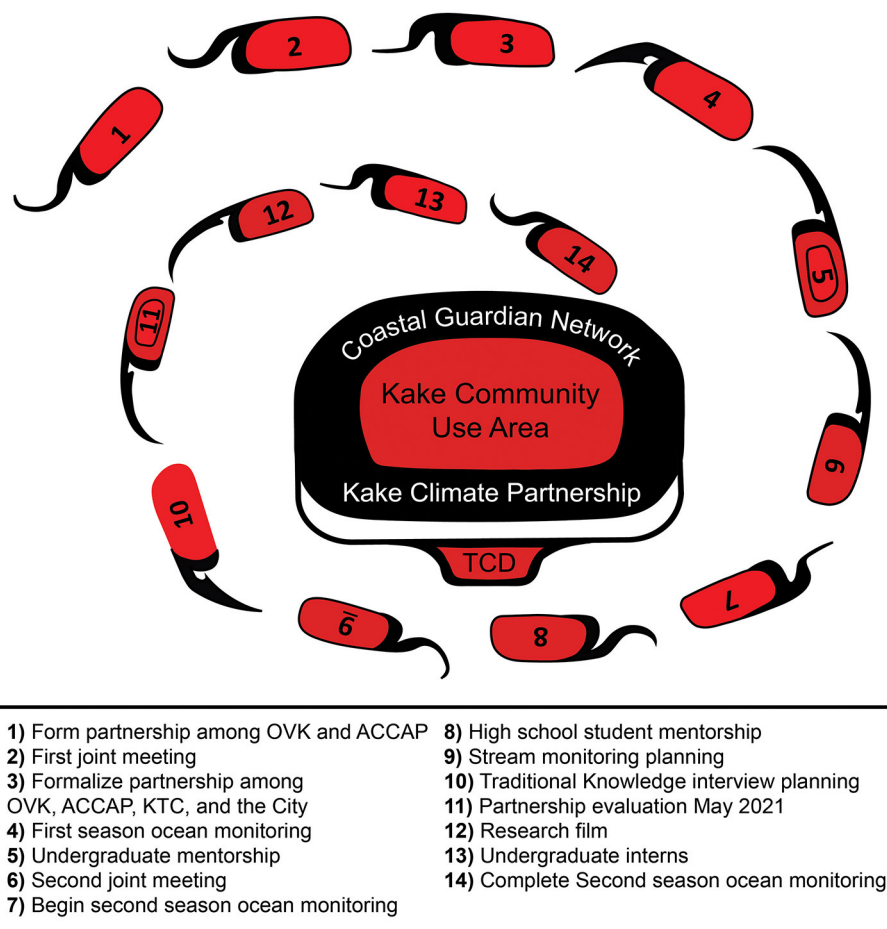 1
2
3
4
5
6
7
8
9
10
11
12
13
14
Coastal Guardian Network
Kake Community
Use Area
Kake Climate Partnership
TCD
1) Form partnership among OVK and ACCAP
2) First joint meeting
3) Formalize partnership among
OVK, ACCAP, KTC, and the City
4) First season ocean monitoring
5) Undergraduate mentorship
6) Second joint meeting
7) Begin second season ocean monitoring
8) High school student mentorship
9) Stream monitoring planning
10) Traditional Knowledge interview planning
11) Partnership evaluation May 2021
12) Research film
13) Undergraduate interns
14) Complete Second season ocean monitoring